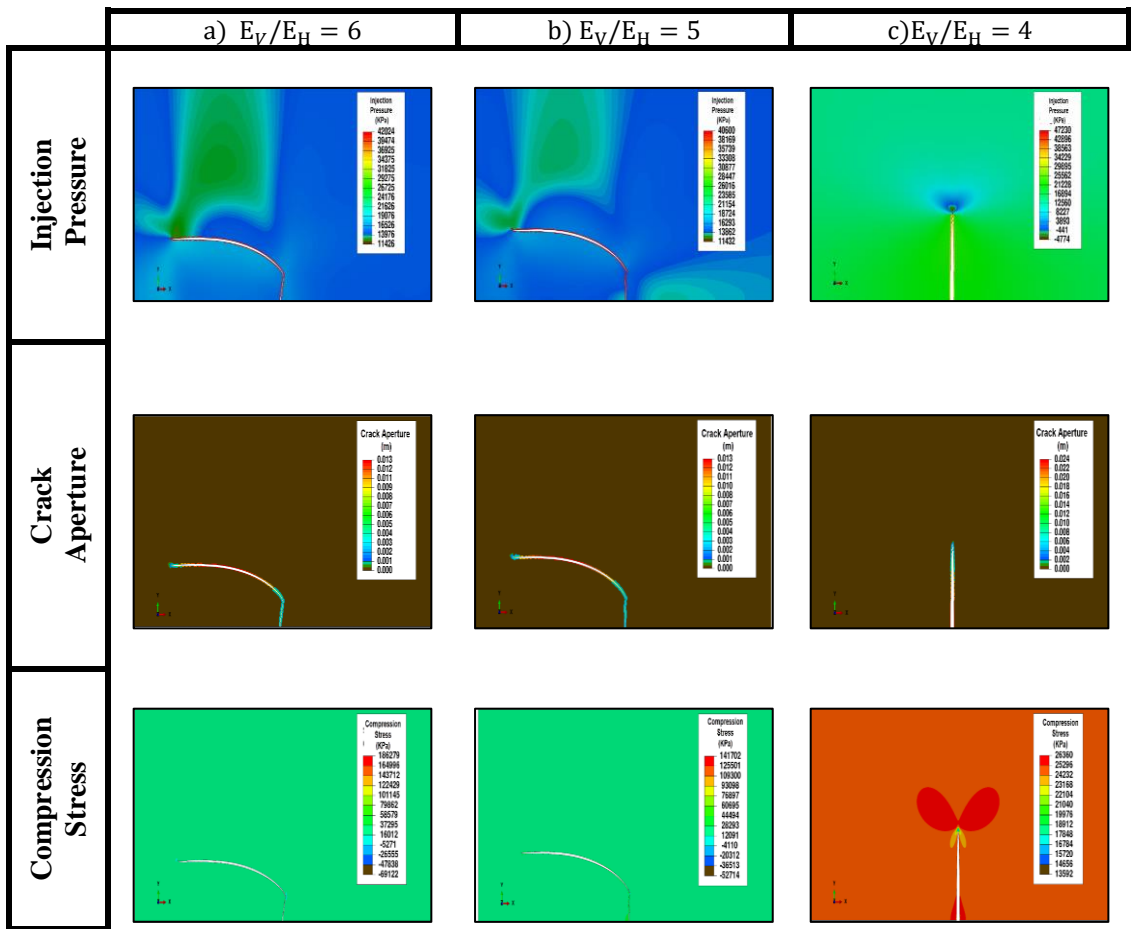 a) E_V/E_H = 6
b) E_V/E_H = 5
c)E_V/E_H = 4
Injection
Pressure
Injection
Pressure
(KPa)
42024
39474
36925
34375
31825
29275
26725
24176
21626
19076
16526
13976
11426
Y
X
Injection
Pressure
(KPa)
40600
38169
35739
33308
30877
28447
26016
23585
21154
18724
16293
13862
11432
Y
X
Injection
Pressure
(KPa)
47230
42896
38563
34229
29895
25562
21228
16894
12560
8227
3893
-441
-4774
Y
X
Crack
Aperture
Crack Aperture
(m)
0.013
0.012
0.011
0.009
0.008
0.007
0.006
0.005
0.004
0.003
0.002
0.001
0.000
Y
X
Crack Aperture
(m)
0.013
0.012
0.011
0.010
0.008
0.007
0.006
0.005
0.004
0.003
0.002
0.001
0.000
Y
X
Crack Aperture
(m)
0.024
0.022
0.020
0.018
0.016
0.014
0.012
0.010
0.008
0.006
0.004
0.002
0.000
Y
X
Compression
Stress
Compression
Stress
(KPa)
186279
164996
143712
122429
101145
79862
58579
37295
16012
-5271
-26555
-47838
-69122
Y
X
Compression
Stress
(KPa)
141702
125501
109300
93098
76897
60695
44494
28293
12091
-4110
-20312
-36513
-52714
Y
X
Compression
Stress
(KPa)
26360
25296
24232
23168
22104
21040
19976
18912
17848
16784
15720
14656
13592
Y
X